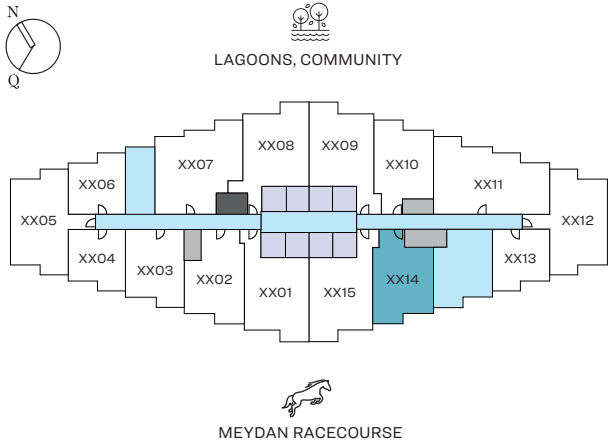 N
Q
LAGOONS, COMMUNITY
XX08
XX09
XX07
XX10
XX06
XX11
XX05
XX12
XX04
XX03
XX02
XX01
XX15
XX14
XX13
MEYDAN RACECOURSE